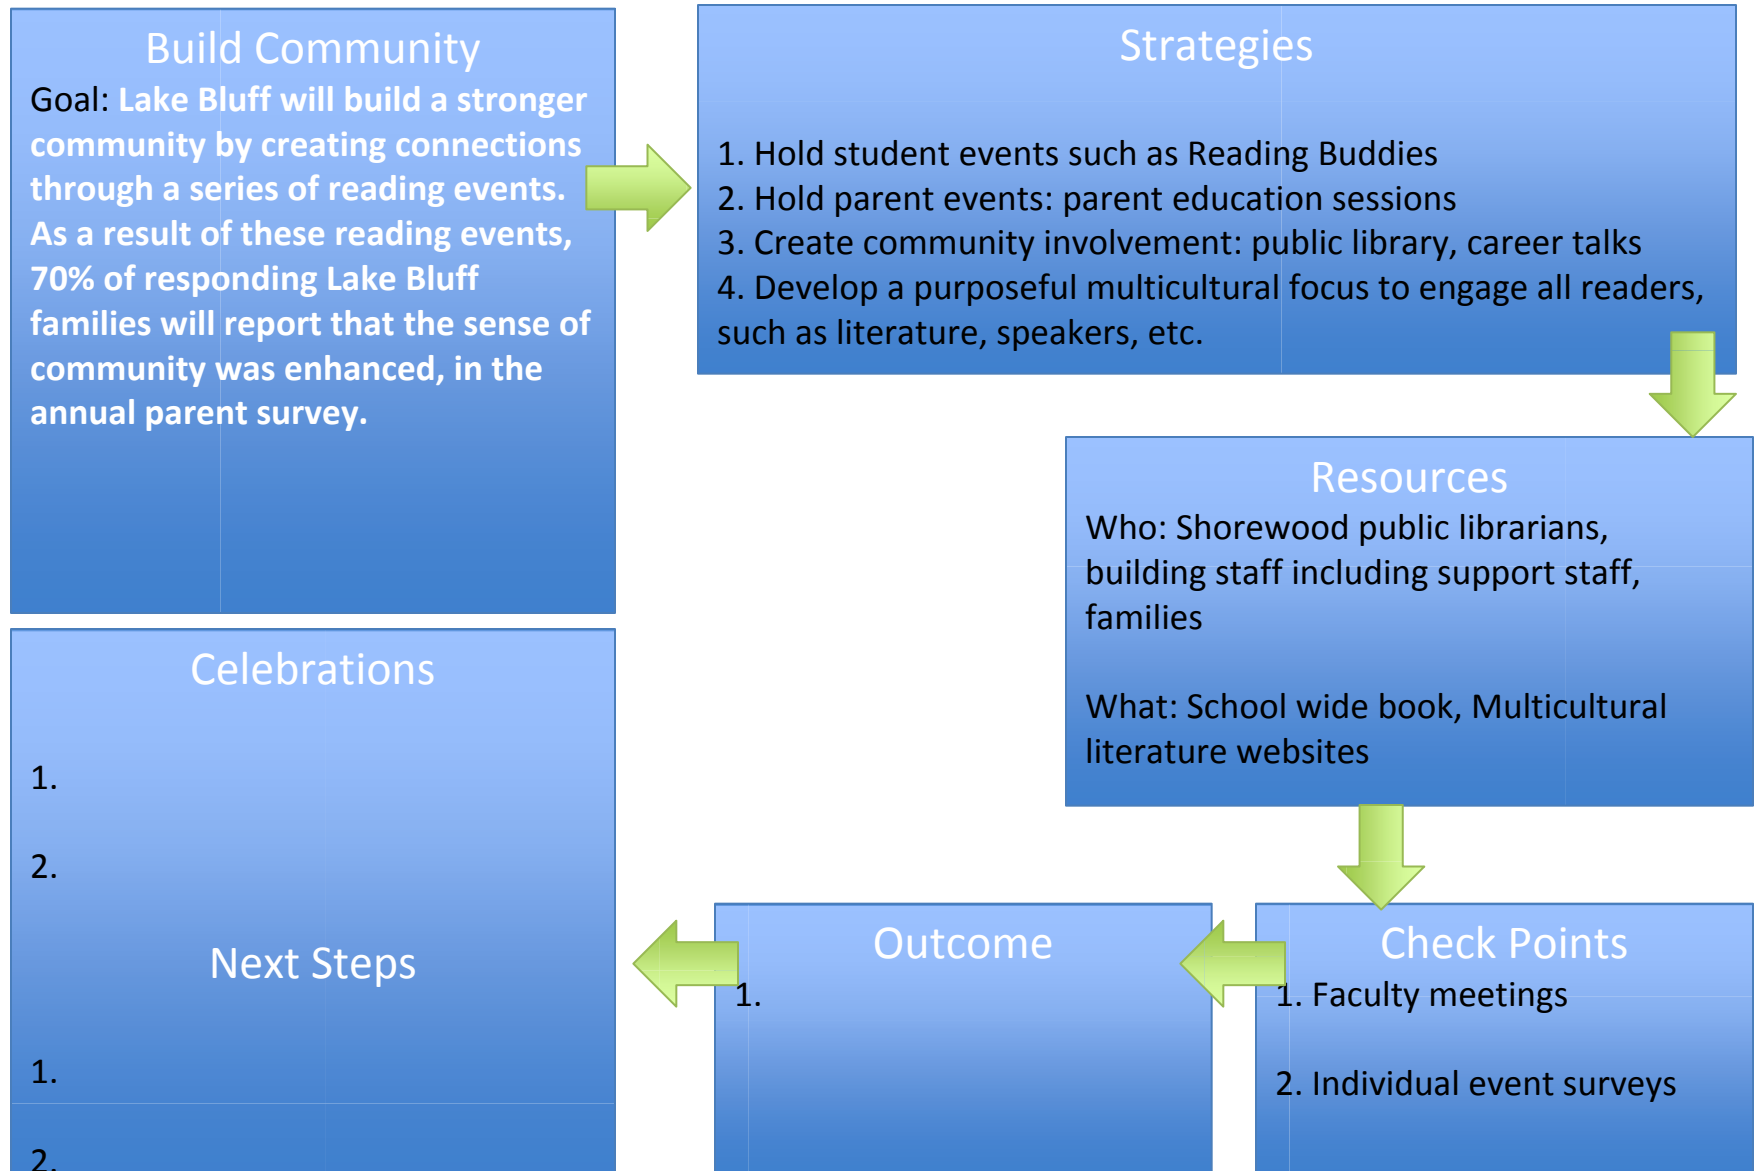 Build Community
Goal: Lake Bluff will build a stronger
community by creating connections
through a series of reading events.
As a result of these reading events,
70% of responding Lake Bluff
families will report that the sense of
community was enhanced, in the
annual parent survey.
Strategies
1. Hold student events such as Reading Buddies
2. Hold parent events: parent education sessions
3. Create community involvement: public library, career talks
4. Develop a purposeful multicultural focus to engage all readers,
such as literature, speakers, etc.
Resources
Who: Shorewood public librarians,
building staff including support staff,
families
What: School wide book, Multicultural
literature websites
Check Points
1. Faculty meetings
2. Individual event surveys
Outcome
1.
Celebrations
1.
2.
Next Steps
1.
2.